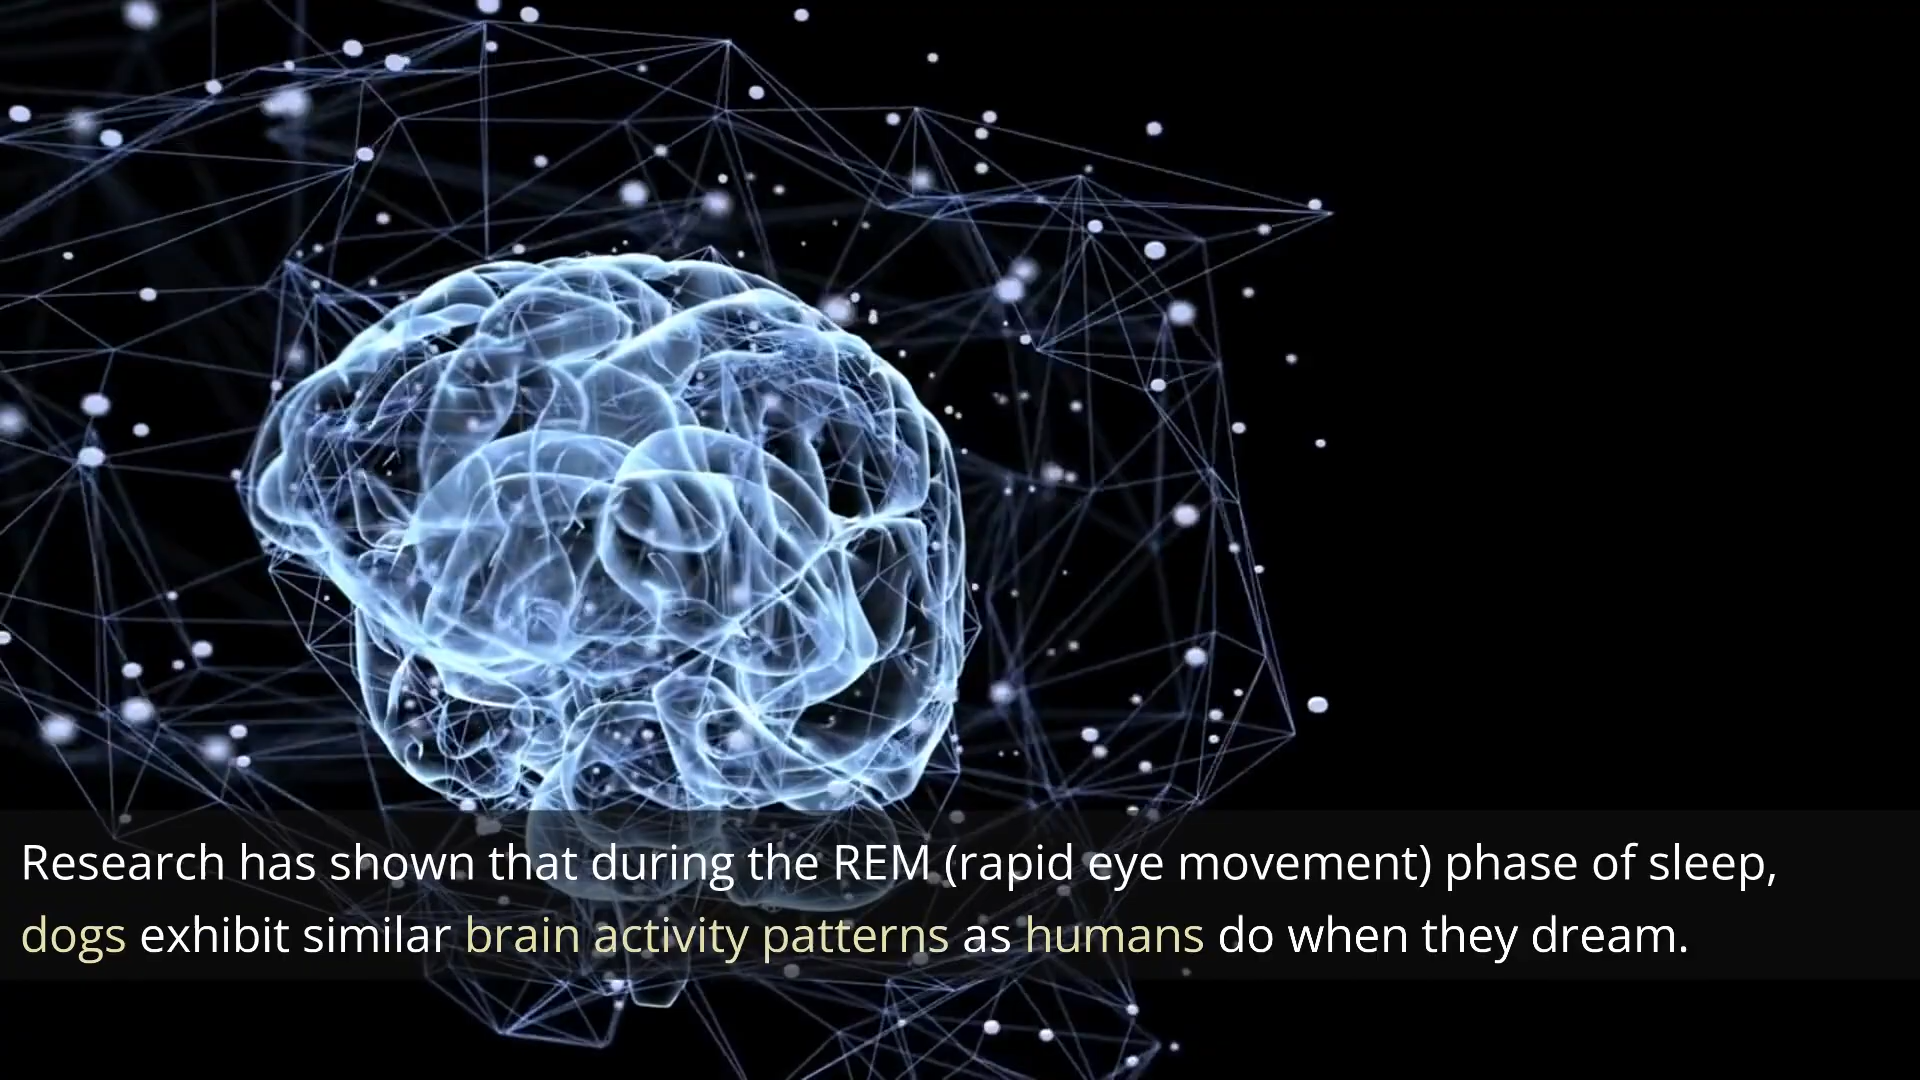 Research has shown that during the REM (rapid eye movement) phase of sleep,
dogs exhibit similar brain activity patterns as humans do when they dream.